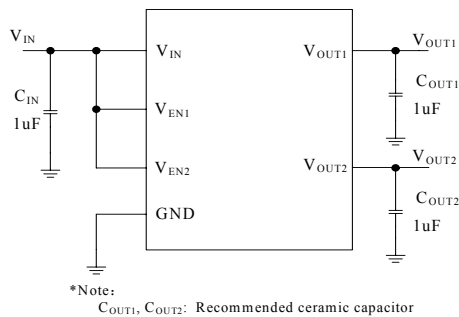 VIN
VIN
VOUT1
VOUT1
CIN
1uF
COUT1
1uF
VEN1
VEN2
VOUT2
VOUT2
COUT2
1uF
GND
*Note：
COUT1, COUT2: Recommended ceramic capacitor